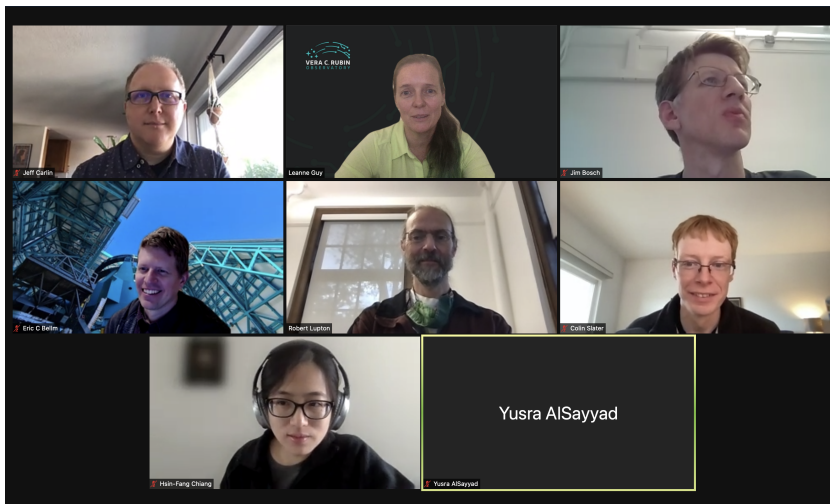 VERA C. RUBIN
OBSERVATORY
Jeff Carlin
Leanne Guy
Jim Bosch
Eric C Bellm
Robert Lupton
Colin Slater
Yusra AlSayyad
Hsin-Fang Chiang
Yusra AlSayyad